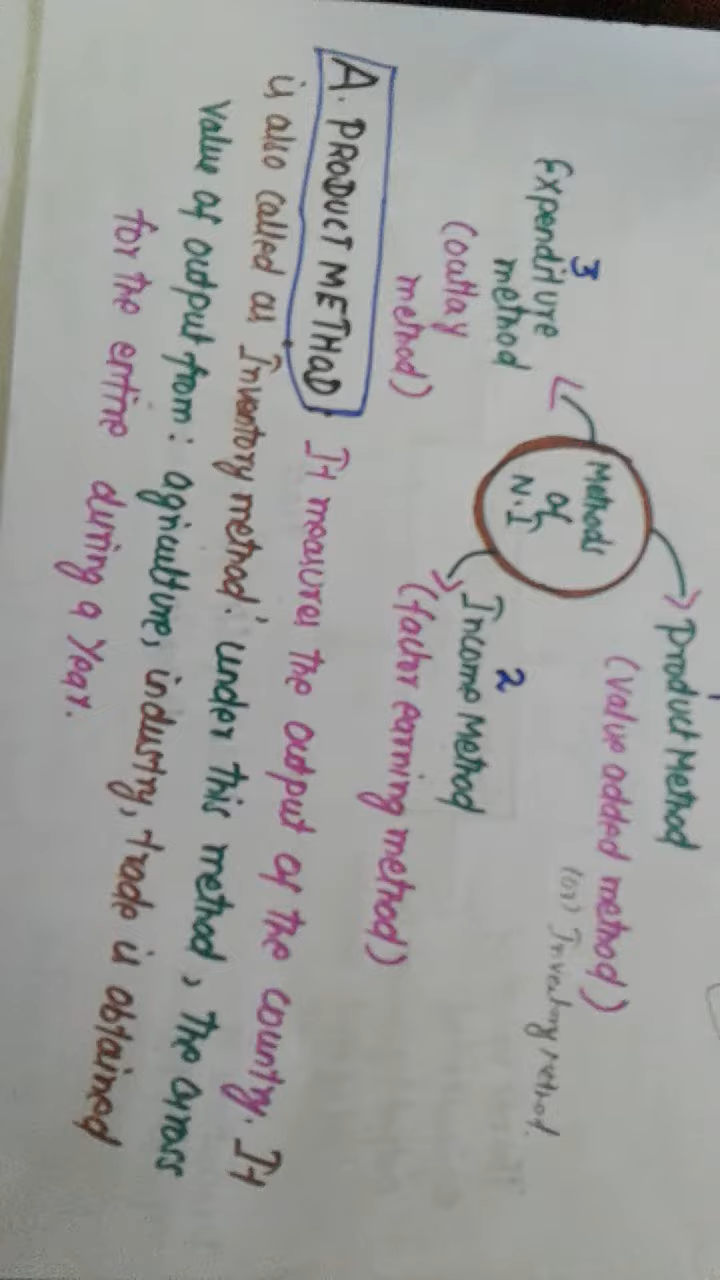 1
Product Method
(value added method)
(or) Inventory method.
3
Expenditure
method
(outlay
method)
Methods
of
N.I
2
Income Method
(factor earning method)
A. PRODUCT METHOD: It measures the output of the country. It
is also called as Inventory method. under this method, The Gross
value of output from: agriculture, industry, trade is obtained
for the entire during a year.